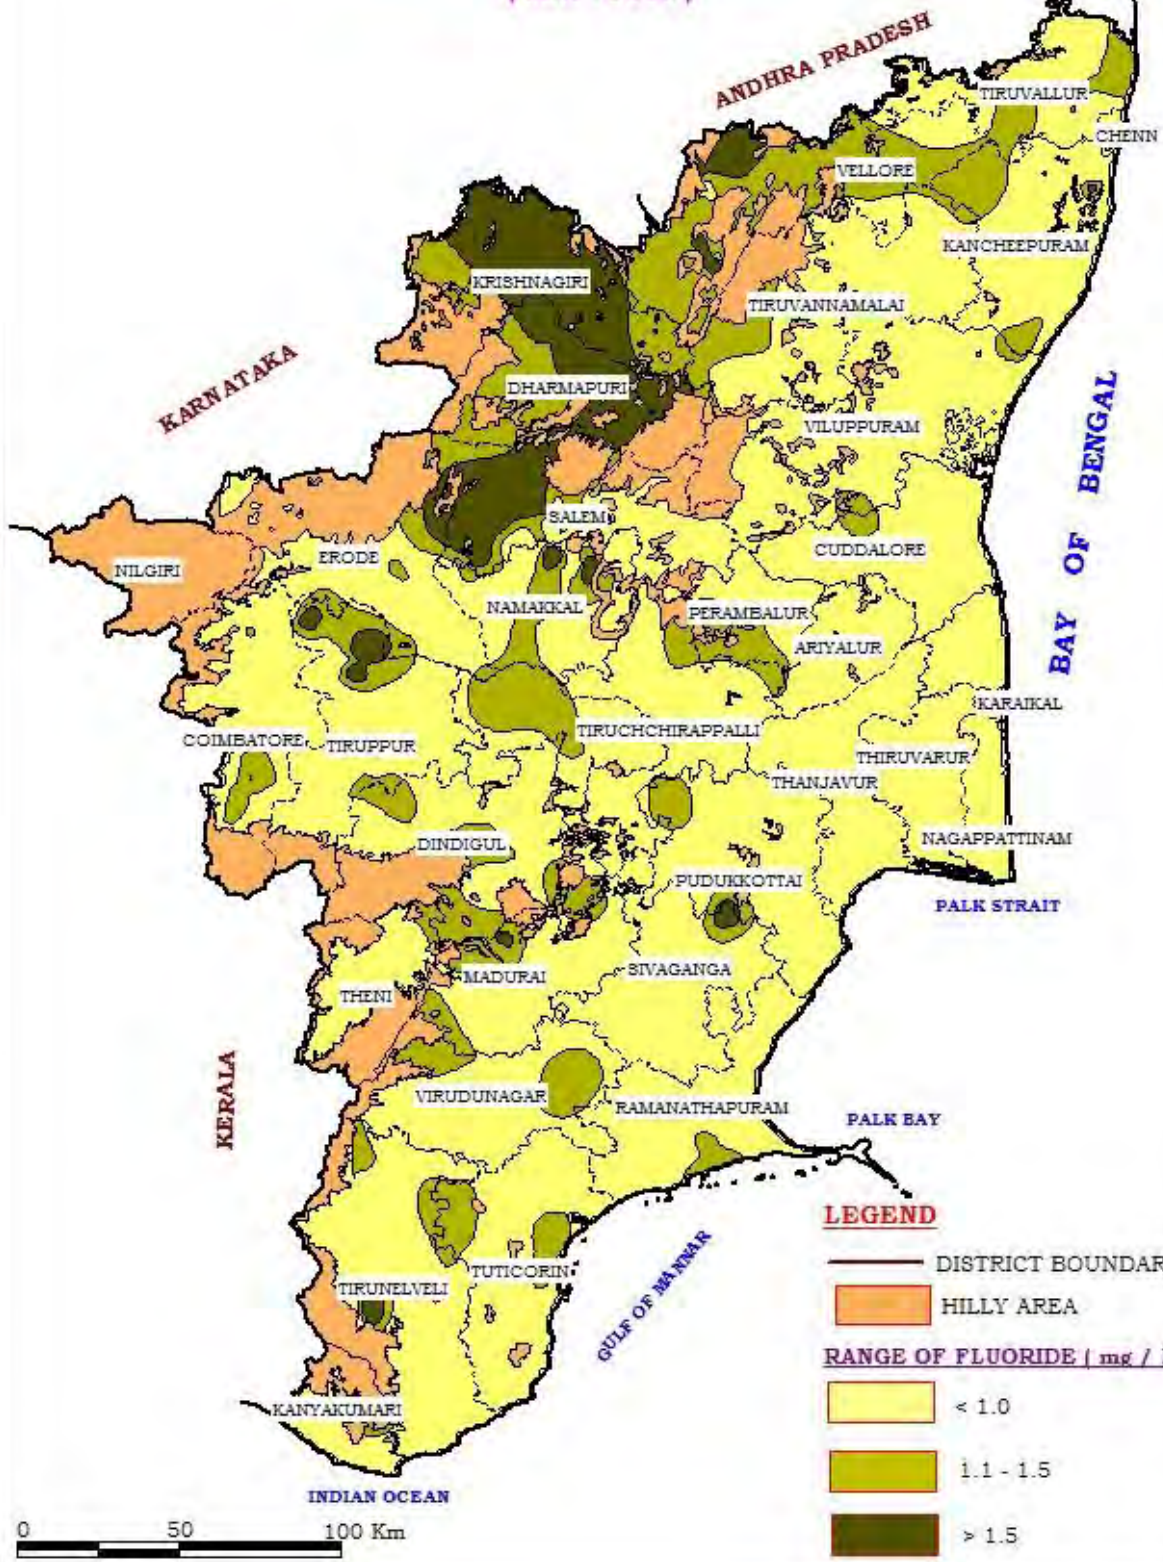 ANDHRA PRADESH
TIRUVALLUR
CHENN
VELLORE
KANCHEEPURAM
KRISHNAGIRI
TIRUVANNAMALAI
KARNATAKA
DHARMAPURI
VILUPPURAM
BAY OF BENGAL
SALEM
CUDDALORE
ERODE
NILGIRI
NAMAKKAL
PERAMBALUR
ARIYALUR
KARAIKAL
TIRUCHCHIRAPPALLI
COIMBATORE
TIRUPPUR
THIRUVARUR
THANJAVUR
NAGAPPATTINAM
DINDIGUL
PUDUKKOTTAI
PALK STRAIT
SIVAGANGA
MADURAI
THENI
KERALA
VIRUDUNAGAR
RAMANATHAPURAM
PALK BAY
LEGEND
DISTRICT BOUNDAR
HILLY AREA
TUTICORIN
TIRUNELVELI
GULF OF MANNAR
RANGE OF FLUORIDE ( mg /
< 1.0
KANYAKUMARI
1.1 - 1.5
INDIAN OCEAN
0 50 100 Km
> 1.5